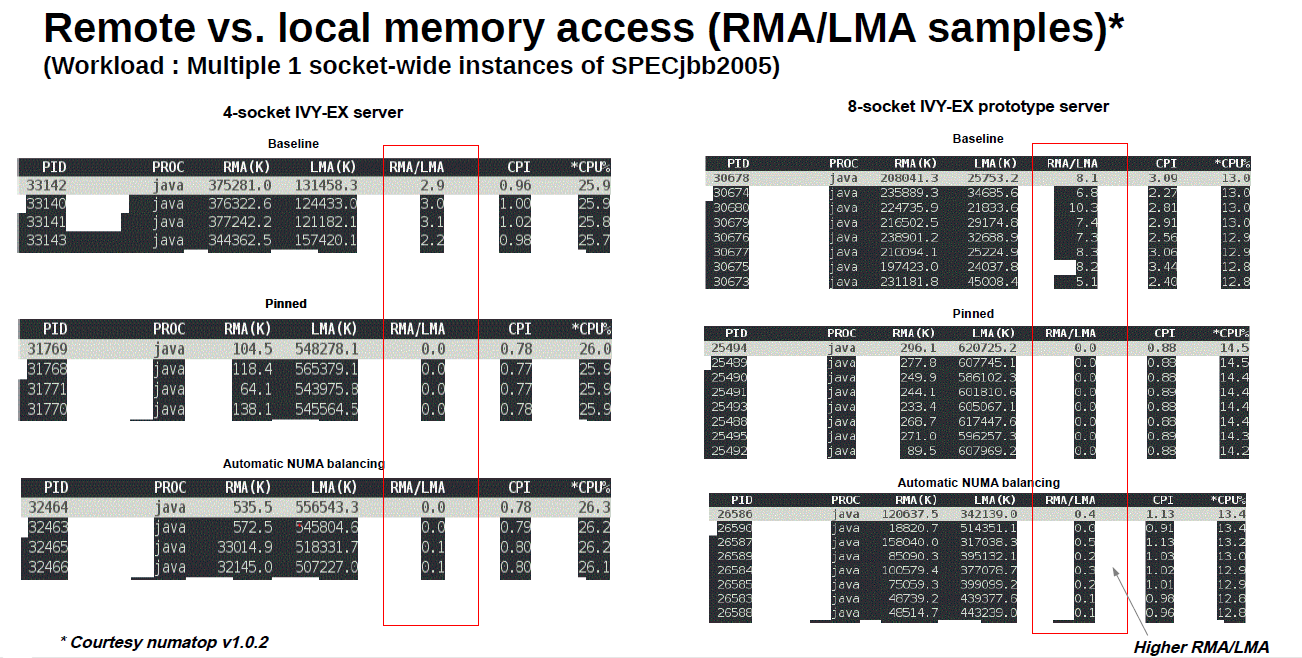 Remote vs. local memory access (RMA/LMA samples)*
(Workload : Multiple 1 socket-wide instances of SPECjbb2005)
4-socket IVY-EX server
Baseline
PID PROC RMA(K) LMA(K) RMA/LMA CPI *CPU%
33142 java 375281.0 131458.3 2.9 0.96 25.9
33140 java 376322.6 124433.0 3.0 1.00 25.9
33141 java 377242.2 121182.1 3.1 1.02 25.8
33143 java 344362.5 157420.1 2.2 0.98 25.7
Pinned
PID PROC RMA(K) LMA(K) RMA/LMA CPI *CPU%
31769 java 104.5 548278.1 0.0 0.78 26.0
31768 java 118.4 565379.1 0.0 0.77 25.9
31771 java 64.1 543975.8 0.0 0.77 25.9
31770 java 138.1 545564.5 0.0 0.78 25.9
Automatic NUMA balancing
PID PROC RMA(K) LMA(K) RMA/LMA CPI *CPU%
32464 java 535.5 556543.3 0.0 0.78 26.3
32463 java 572.5 545804.6 0.0 0.79 26.2
32465 java 33014.9 518331.7 0.1 0.80 26.2
32466 java 32145.0 507227.0 0.1 0.80 26.1
* Courtesy numatop v1.0.2
8-socket IVY-EX prototype server
Baseline
PID PROC RMA(K) LMA(K) RMA/LMA CPI *CPU%
30678 java 208041.3 25753.2 8.1 3.09 13.0
30674 java 235889.3 34685.6 6.8 2.27 13.0
30680 java 224735.9 21833.6 10.3 2.81 13.0
30679 java 216502.5 29174.8 7.4 2.91 13.0
30676 java 238901.2 32688.9 7.3 2.56 12.9
30677 java 210094.1 25224.9 8.3 3.06 12.9
30675 java 197423.0 24037.8 8.2 3.44 12.8
30673 java 231181.8 45008.4 5.1 2.40 12.8
Pinned
PID PROC RMA(K) LMA(K) RMA/LMA CPI *CPU%
25494 java 296.1 620725.2 0.0 0.88 14.5
25489 java 277.8 607745.1 0.0 0.88 14.5
25490 java 249.9 586102.3 0.0 0.88 14.4
25491 java 244.1 601810.6 0.0 0.89 14.4
25493 java 233.4 605067.1 0.0 0.88 14.4
25488 java 268.7 617447.6 0.0 0.88 14.4
25495 java 271.0 596257.3 0.0 0.89 14.3
25492 java 89.5 607969.2 0.0 0.88 14.2
Automatic NUMA balancing
PID PROC RMA(K) LMA(K) RMA/LMA CPI *CPU%
26586 java 120637.5 342139.0 0.4 1.13 13.4
26590 java 18820.7 514351.1 0.0 0.91 13.4
26587 java 158040.0 317038.3 0.5 1.13 13.2
26589 java 85090.3 395132.1 0.2 1.03 13.0
26584 java 100579.4 377078.7 0.3 1.02 12.9
26585 java 75059.3 399099.2 0.2 1.01 12.9
26583 java 48739.2 439377.6 0.1 0.98 12.8
26588 java 48514.7 443239.0 0.1 0.96 12.8
Higher RMA/LMA